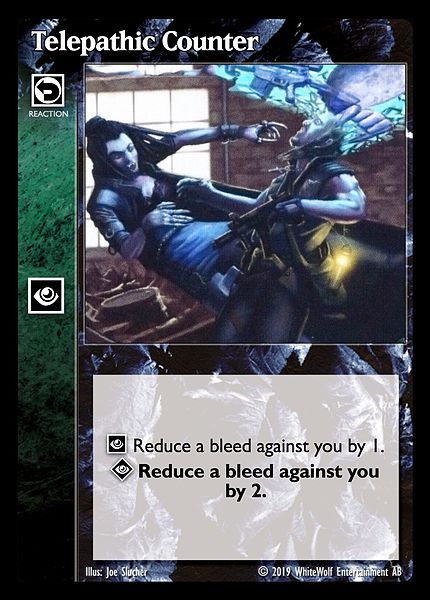 Telepathic Counter
REACTION
Reduce a bleed against you by 1.
Reduce a bleed against you
by 2.
Illus: Joe Slucher © 2019 WhiteWolf Entertainment AB